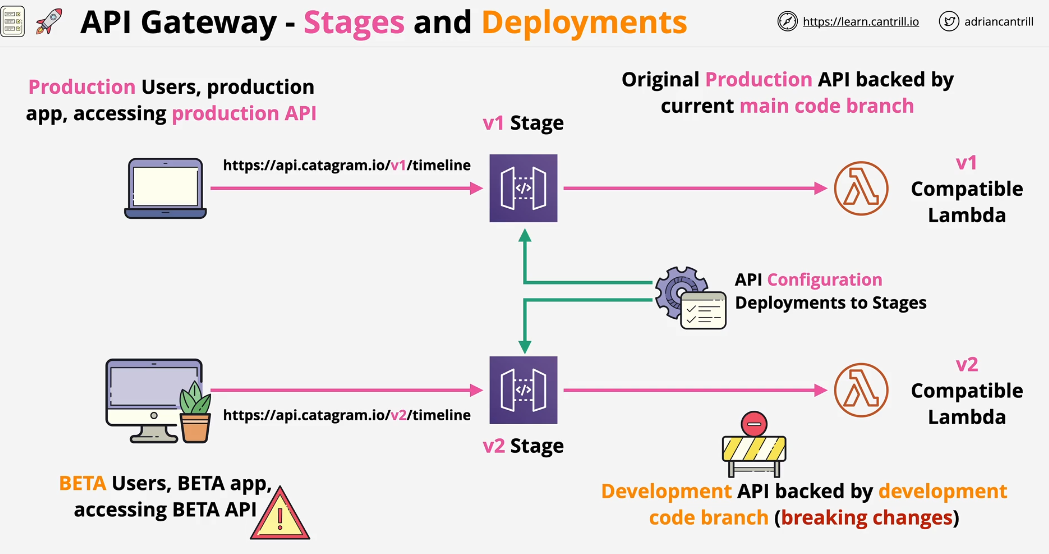 API Gateway - Stages and Deployments
https://learn.cantrill.io
adriancantrill
Production Users, production
app, accessing production API
Original Production API backed by
current main code branch
v1 Stage
https://api.catagram.io/v1/timeline
</>
v1
Compatible
Lambda
API Configuration
Deployments to Stages
https://api.catagram.io/v2/timeline
</>
v2 Stage
v2
Compatible
Lambda
BETA Users, BETA app,
accessing BETA API
Development API backed by development
code branch (breaking changes)